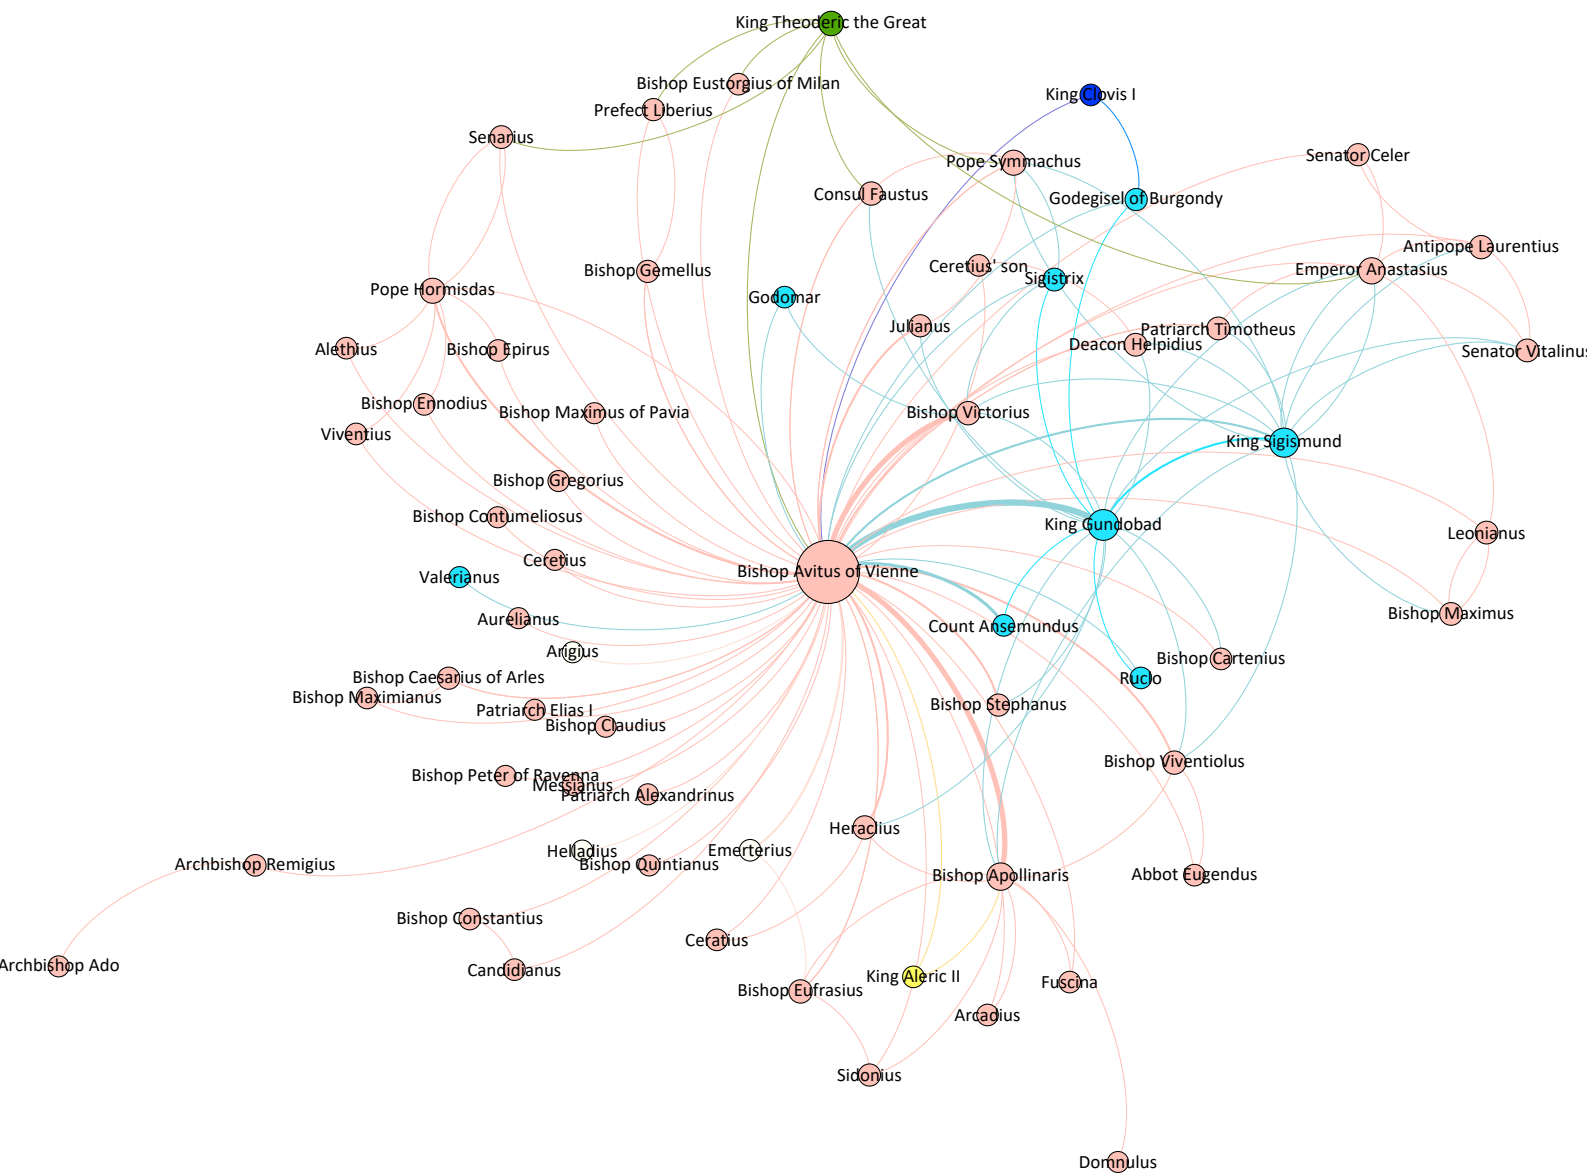 King Theoderic the Great
Bishop Eustorgius of Milan
King Clovis I
Prefect Liberius
Senarius
Senator Celer
Pope Symmachus
Consul Faustus
Godegisel of Burgondy
Antipope Laurentius
Ceretius' son
Emperor Anastasius
Bishop Gemellus
Sigistrix
Pope Hormisdas
Godomar
Julianus
Patriarch Timotheus
Deacon Helpidius
Alethius
Bishop Epirus
Senator Vitalinus
Bishop Ennodius
Bishop Maximus of Pavia
Bishop Victorius
Viventius
King Sigismund
Bishop Gregorius
Bishop Contumeliosus
King Gundobad
Leonianus
Ceretius
Bishop Avitus of Vienne
Valerianus
Bishop Maximus
Aurelianus
Count Ansemundus
Arigius
Bishop Cartenius
Bishop Caesarius of Arles
Ruclo
Bishop Maximianus
Bishop Stephanus
Patriarch Elias I
Bishop Claudius
Bishop Viventiolus
Bishop Peter of Ravenna
Messianus
Patriarch Alexandrinus
Heraclius
Helladius
Emerterius
Archbishop Remigius
Bishop Quintianus
Bishop Apollinaris
Abbot Eugendus
Bishop Constantius
Ceratius
Archbishop Ado
Candidianus
King Aleric II
Fuscina
Bishop Eufrasius
Arcadius
Sidonius
Domnulus